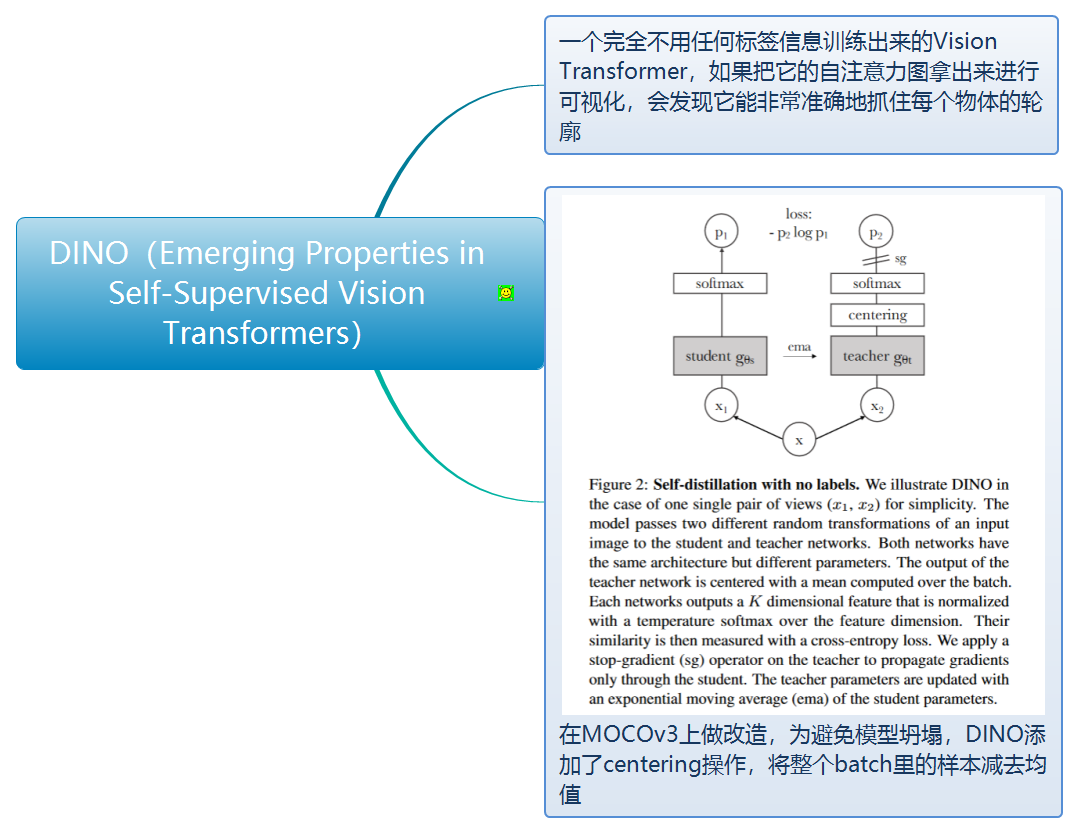 一个完全不用任何标签信息训练出来的Vision
Transformer，如果把它的自注意力图拿出来进行
可视化，会发现它能非常准确地抓住每个物体的轮
廓
DINO（Emerging Properties in
Self-Supervised Vision
Transformers）
loss:
- p₂ log p₁
p₁
p₂
sg
softmax
softmax
centering
student gθs
ema
teacher gθt
x₁
x₂
x
Figure 2: Self-distillation with no labels. We illustrate DINO in
the case of one single pair of views (x₁, x₂) for simplicity. The
model passes two different random transformations of an input
image to the student and teacher networks. Both networks have
the same architecture but different parameters. The output of the
teacher network is centered with a mean computed over the batch.
Each networks outputs a K dimensional feature that is normalized
with a temperature softmax over the feature dimension. Their
similarity is then measured with a cross-entropy loss. We apply a
stop-gradient (sg) operator on the teacher to propagate gradients
only through the student. The teacher parameters are updated with
an exponential moving average (ema) of the student parameters.
在MOCOv3上做改造，为避免模型坍塌，DINO添
加了centering操作，将整个batch里的样本减去均
值